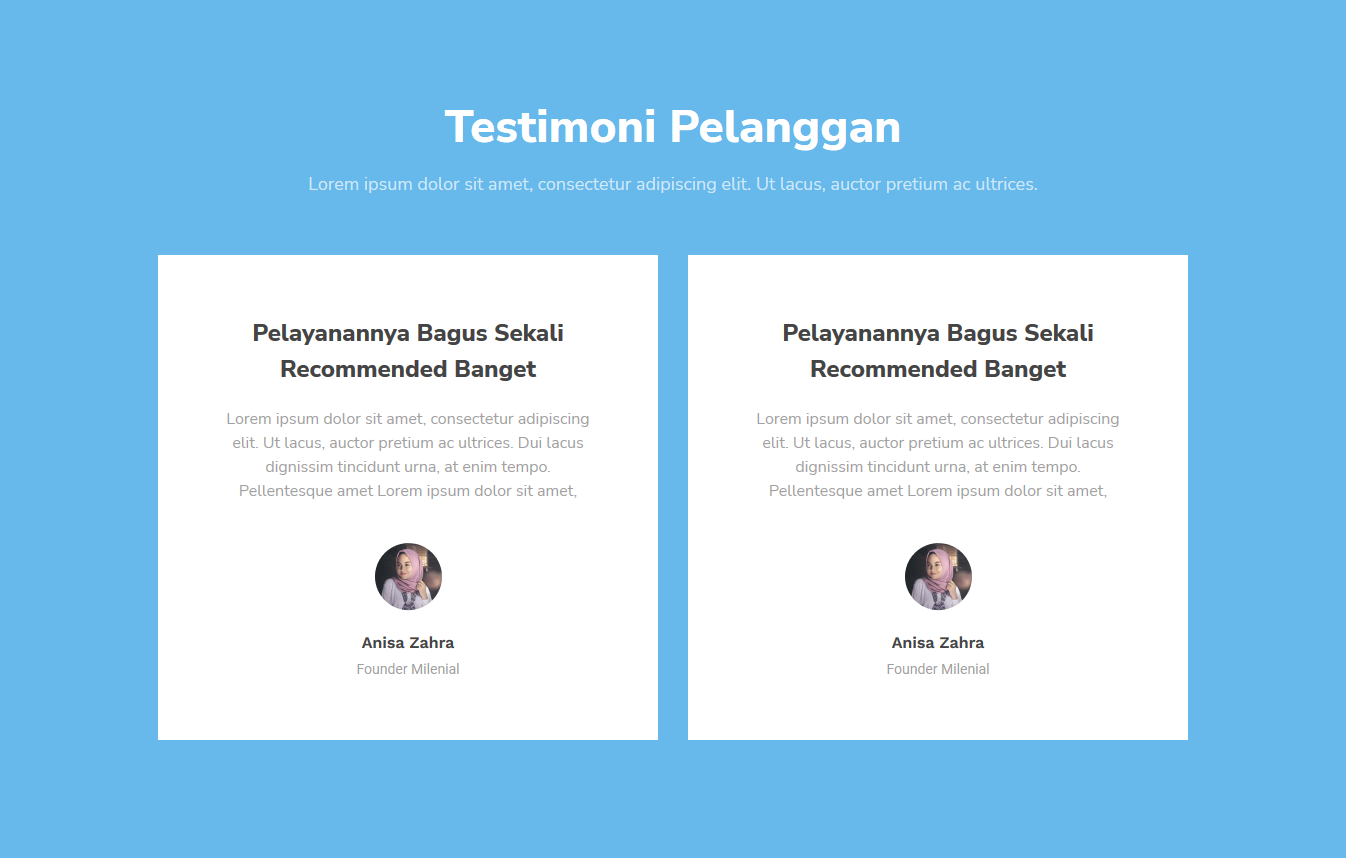 Testimoni Pelanggan
Lorem ipsum dolor sit amet, consectetur adipiscing elit. Ut lacus, auctor pretium ac ultrices.
Pelayanannya Bagus Sekali
Recommended Banget
Lorem ipsum dolor sit amet, consectetur adipiscing
elit. Ut lacus, auctor pretium ac ultrices. Dui lacus
dignissim tincidunt urna, at enim tempo.
Pellentesque amet Lorem ipsum dolor sit amet,
Anisa Zahra
Founder Milenial
Pelayanannya Bagus Sekali
Recommended Banget
Lorem ipsum dolor sit amet, consectetur adipiscing
elit. Ut lacus, auctor pretium ac ultrices. Dui lacus
dignissim tincidunt urna, at enim tempo.
Pellentesque amet Lorem ipsum dolor sit amet,
Anisa Zahra
Founder Milenial